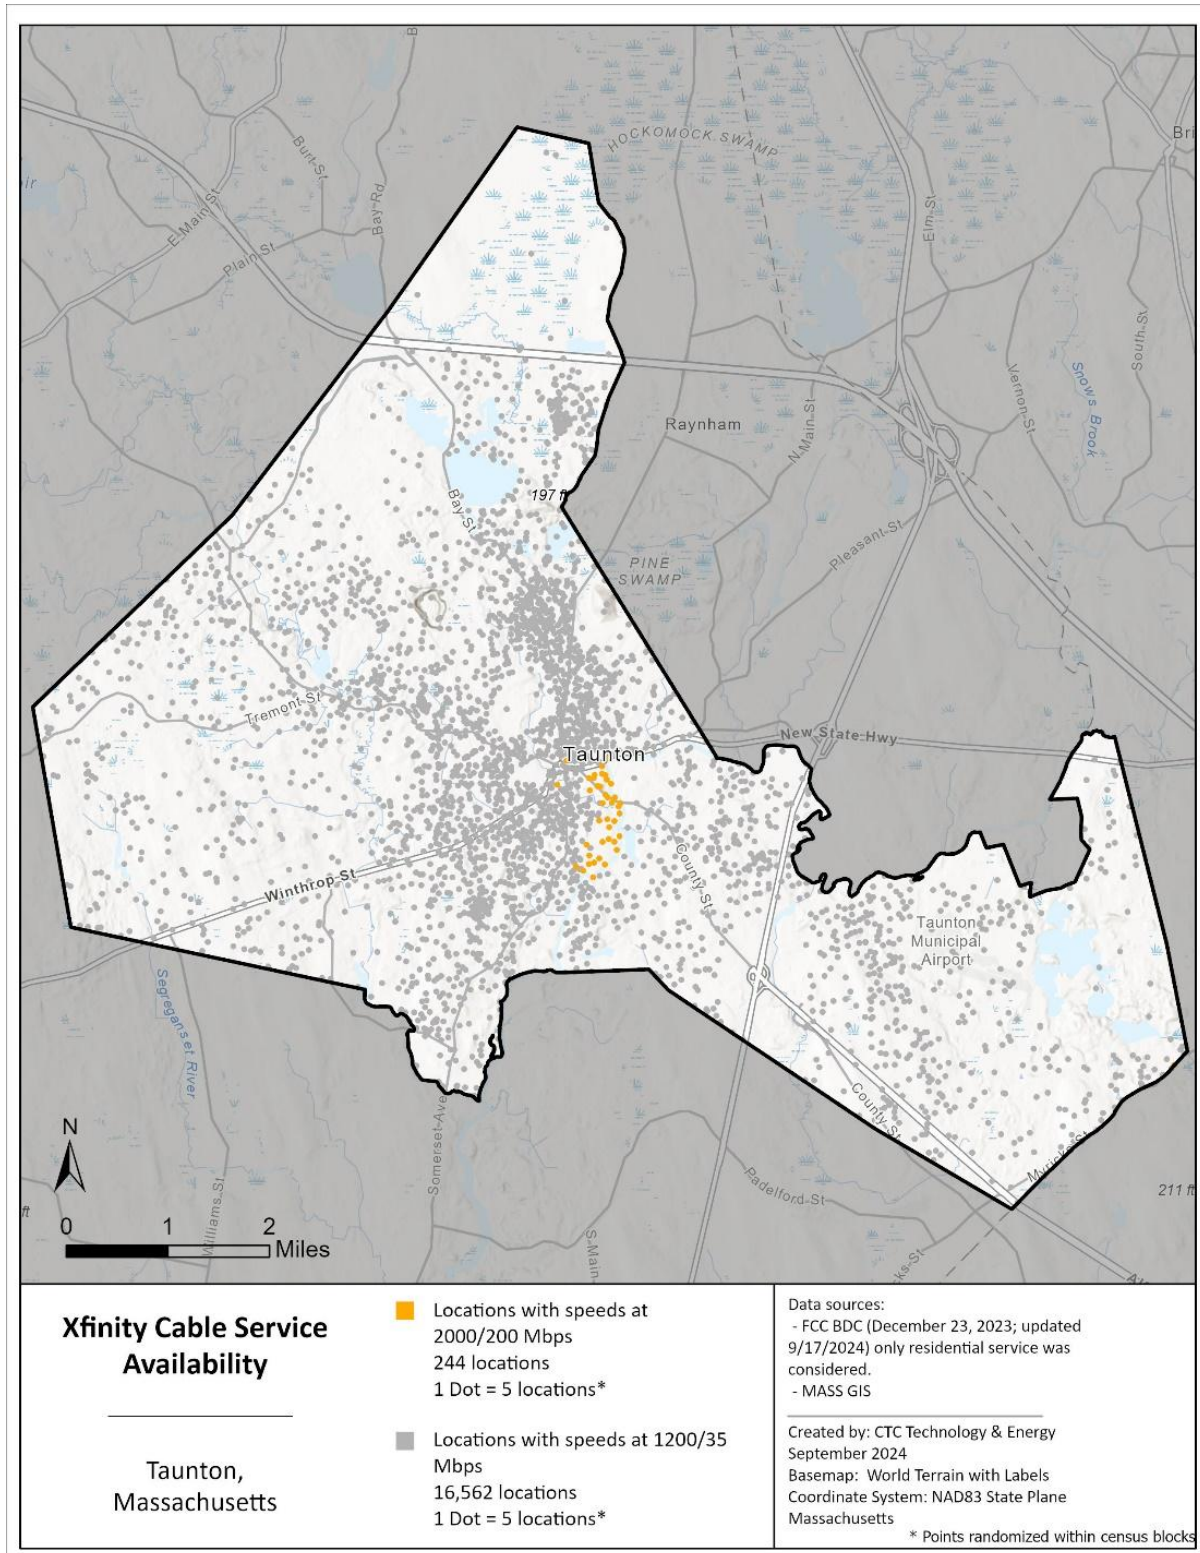 HOCKOMOCK SWAMP
Burnt St
Bay Rd
E Main St
Plain St
Elm St
South St
Vernon St
Snows Brook
Raynham
N Main St
197 ft
Bay St
Pleasant St
PINE
SWAMP
Tremont St
Taunton
New State Hwy
County St
Winthrop St
Taunton
Municipal
Airport
Segreganset River
County St
Myricks St
Somerset Ave
Williams St
Padelford St
S Main
211 ft
ft
cks St
N
0 1 2
Miles
Xfinity Cable Service
Availability
Taunton,
Massachusetts
Locations with speeds at
2000/200 Mbps
244 locations
1 Dot = 5 locations*
Locations with speeds at 1200/35
Mbps
16,562 locations
1 Dot = 5 locations*
Data sources:
- FCC BDC (December 23, 2023; updated
9/17/2024) only residential service was
considered.
- MASS GIS
Created by: CTC Technology & Energy
September 2024
Basemap: World Terrain with Labels
Coordinate System: NAD83 State Plane
Massachusetts
* Points randomized within census blocks